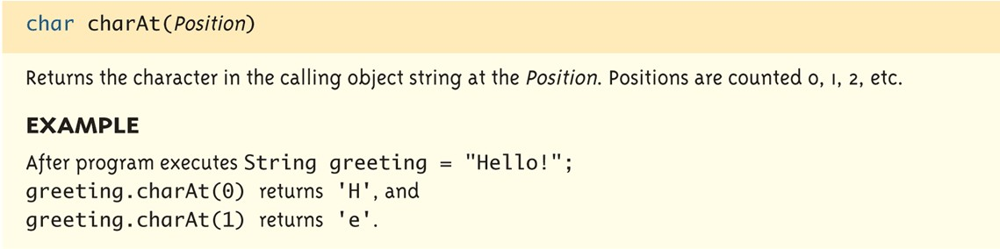 char charAt(Position)
Returns the character in the calling object string at the Position. Positions are counted 0, 1, 2, etc.
EXAMPLE
After program executes String greeting = "Hello!";
greeting.charAt(0) returns 'H', and
greeting.charAt(1) returns 'e'.